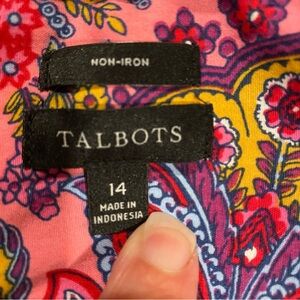 NON-IRON
TALBOTS
14
MADE IN
INDONESIA